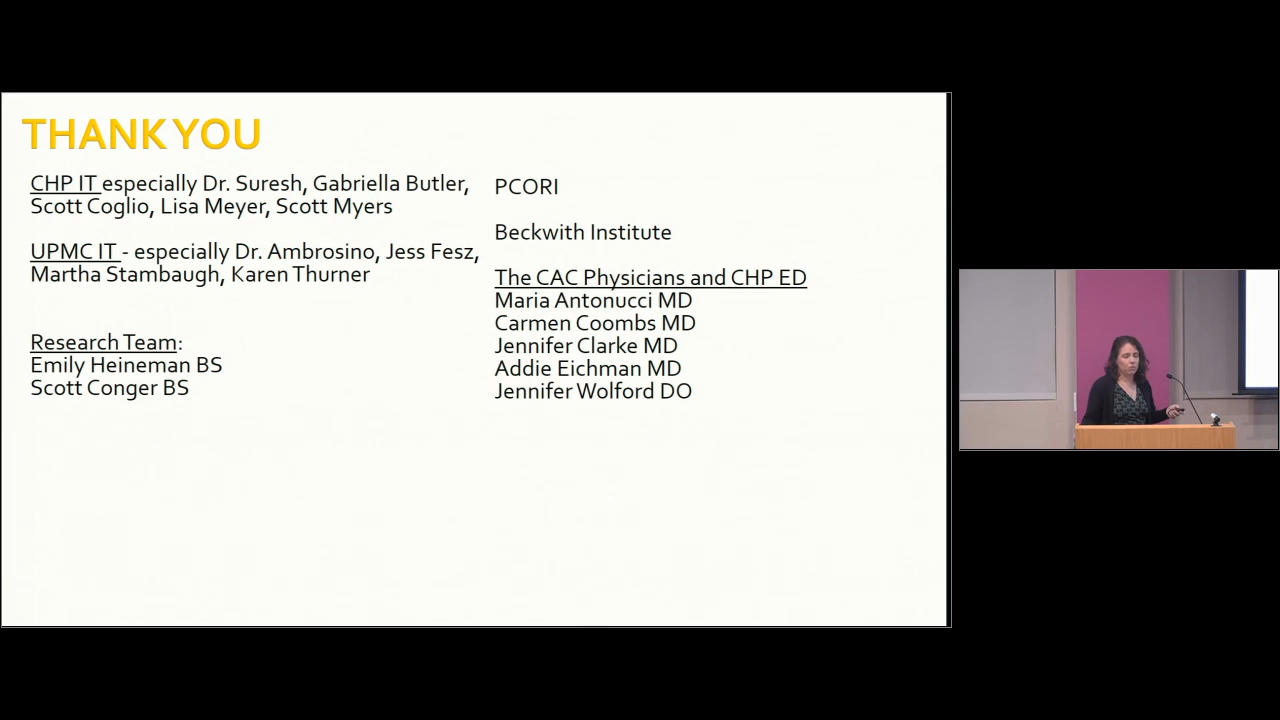 THANK YOU
CHP IT especially Dr. Suresh, Gabriella Butler,
Scott Coglio, Lisa Meyer, Scott Myers
UPMC IT - especially Dr. Ambrosino, Jess Fesz,
Martha Stambaugh, Karen Thurner
Research Team:
Emily Heineman BS
Scott Conger BS
PCORI
Beckwith Institute
The CAC Physicians and CHP ED
Maria Antonucci MD
Carmen Coombs MD
Jennifer Clarke MD
Addie Eichman MD
Jennifer Wolford DO